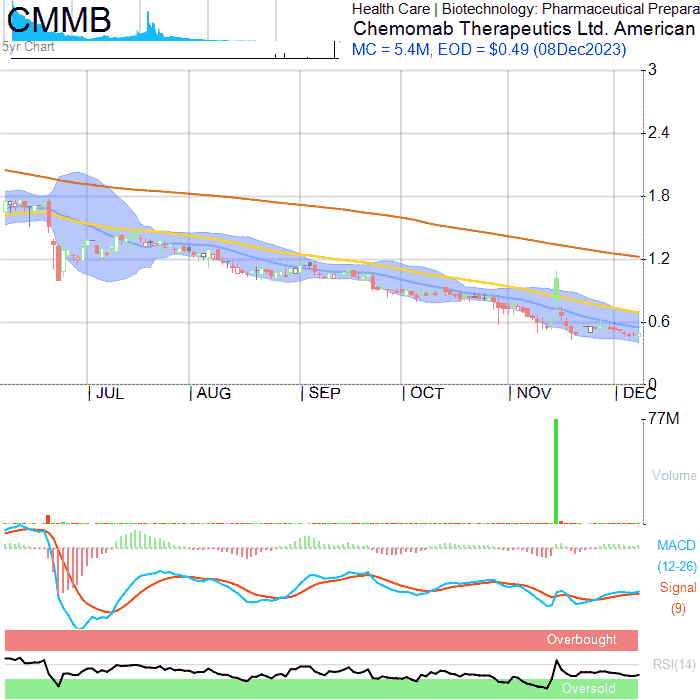 CMMB
Health Care | Biotechnology: Pharmaceutical Prepara
Chemomab Therapeutics Ltd. American
5yr Chart
MC = 5.4M, EOD = $0.49 (08Dec2023)
3
2.4
1.8
1.2
0.6
0
JUL AUG SEP OCT NOV DEC
77M
Volume
MACD
(12-26)
Signal
(9)
Overbought
RSI(14)
Oversold